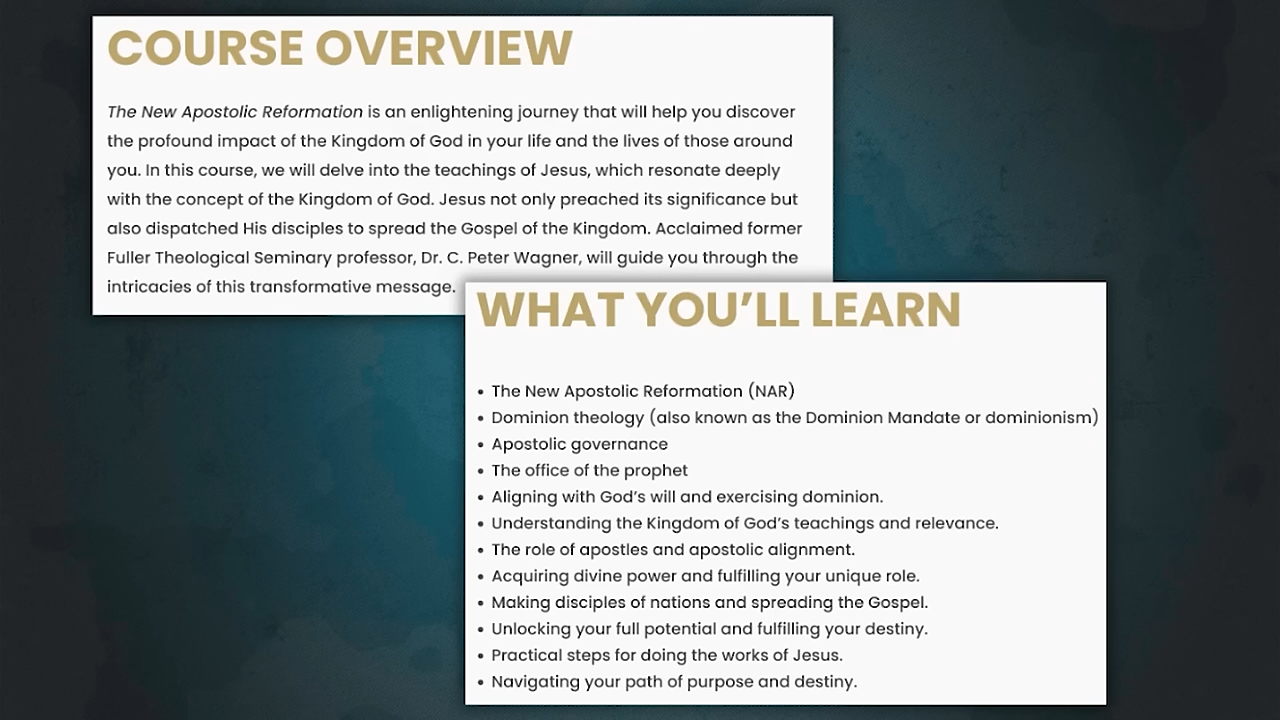 COURSE OVERVIEW
The New Apostolic Reformation is an enlightening journey that will help you discover
the profound impact of the Kingdom of God in your life and the lives of those around
you. In this course, we will delve into the teachings of Jesus, which resonate deeply
with the concept of the Kingdom of God. Jesus not only preached its significance but
also dispatched His disciples to spread the Gospel of the Kingdom. Acclaimed former
Fuller Theological Seminary professor, Dr. C. Peter Wagner, will guide you through the
intricacies of this transformative message.
WHAT YOU’LL LEARN
• The New Apostolic Reformation (NAR)
• Dominion theology (also known as the Dominion Mandate or dominionism)
• Apostolic governance
• The office of the prophet
• Aligning with God’s will and exercising dominion.
• Understanding the Kingdom of God’s teachings and relevance.
• The role of apostles and apostolic alignment.
• Acquiring divine power and fulfilling your unique role.
• Making disciples of nations and spreading the Gospel.
• Unlocking your full potential and fulfilling your destiny.
• Practical steps for doing the works of Jesus.
• Navigating your path of purpose and destiny.